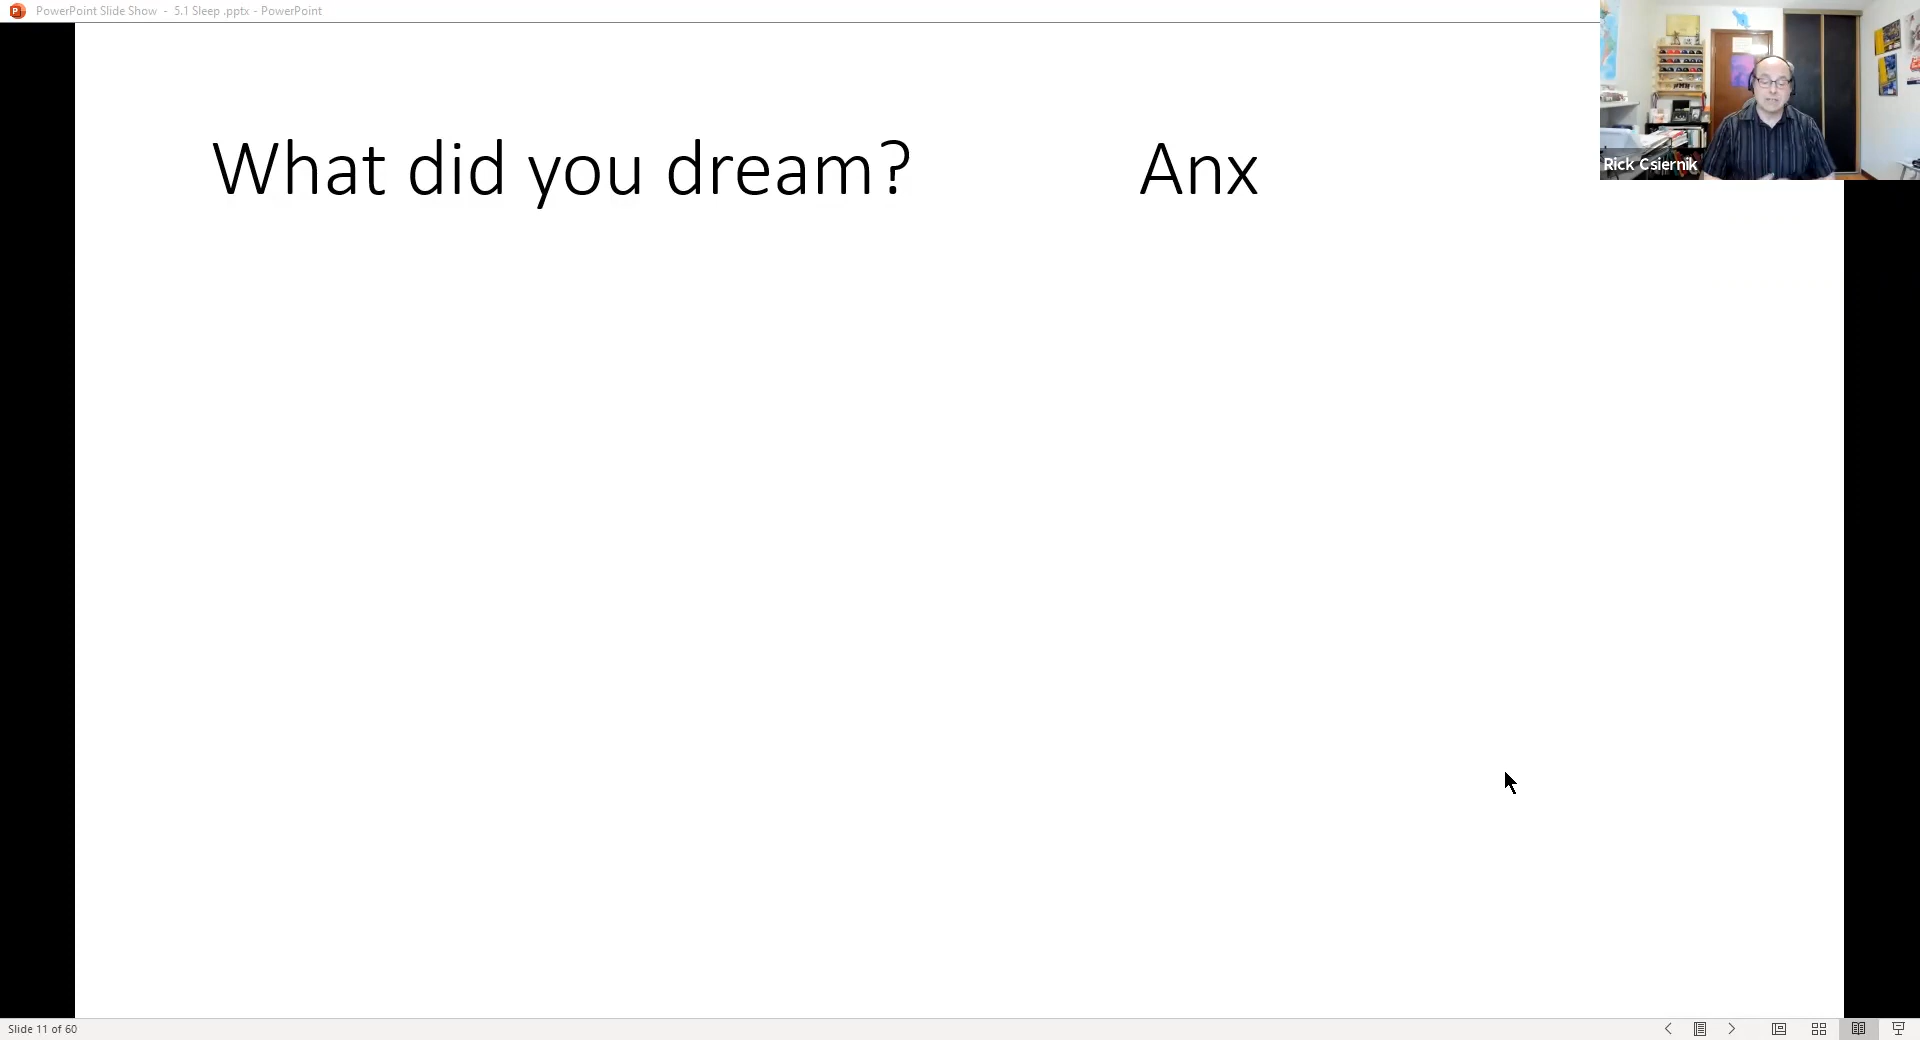 PowerPoint Slide Show - 5.1 Sleep .pptx - PowerPoint
What did you dream? Anx
Rick Csiernik
Slide 11 of 60